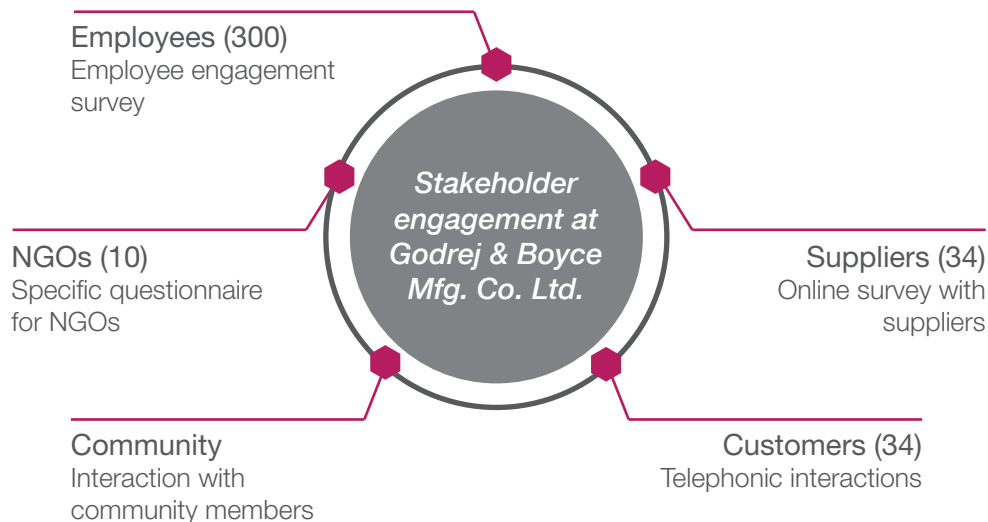 Employees (300)
Employee engagement
survey
Stakeholder
engagement at
Godrej & Boyce
Mfg. Co. Ltd.
NGOs (10)
Specific questionnaire
for NGOs
Suppliers (34)
Online survey with
suppliers
Community
Interaction with
community members
Customers (34)
Telephonic interactions